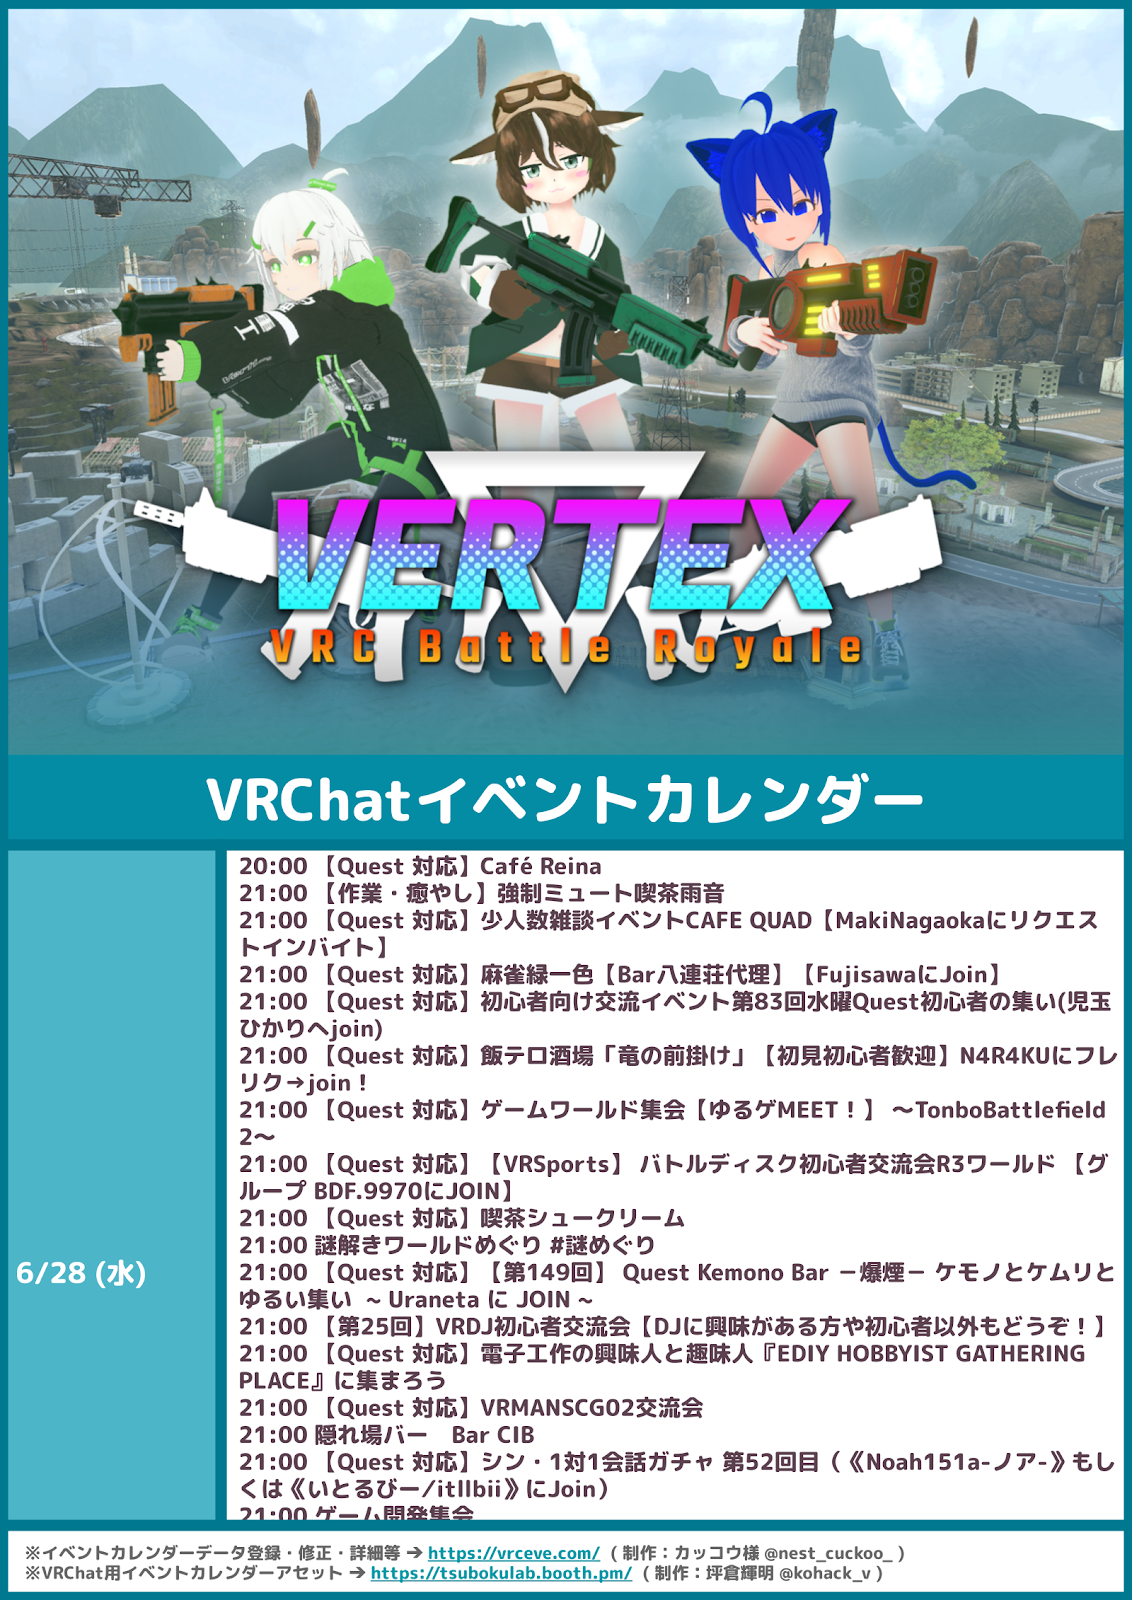 VERTEX
VRC Battle Royale
VRChatイベントカレンダー
6/28 (水)
20:00 【Quest 対応】Café Reina
21:00 【作業・癒やし】強制ミュート喫茶雨音
21:00 【Quest 対応】少人数雑談イベントCAFE QUAD【MakiNagaokaにリクエス
トインバイト】
21:00 【Quest 対応】麻雀緑一色【Bar八連荘代理】【FujisawaにJoin】
21:00 【Quest 対応】初心者向け交流イベント第83回水曜Quest初心者の集い(児玉
ひかりへjoin)
21:00 【Quest 対応】飯テロ酒場「竜の前掛け」【初見初心者歓迎】N4R4KUにフレ
リク→join！
21:00 【Quest 対応】ゲームワールド集会【ゆるゲMEET！】 〜TonboBattlefield
2〜
21:00 【Quest 対応】【VRSports】 バトルディスク初心者交流会R3ワールド 【グ
ループ BDF.9970にJOIN】
21:00 【Quest 対応】喫茶シュークリーム
21:00 謎解きワールドめぐり #謎めぐり
21:00 【Quest 対応】【第149回】 Quest Kemono Bar －爆煙－ ケモノとケムリと
ゆるい集い ～Uraneta に JOIN～
21:00 【第25回】VRDJ初心者交流会【DJに興味がある方や初心者以外もどうぞ！】
21:00 【Quest 対応】電子工作の興味人と趣味人『EDIY HOBBYIST GATHERING
PLACE』に集まろう
21:00 【Quest 対応】VRMANSCG02交流会
21:00 隠れ場バー　Bar CIB
21:00 【Quest 対応】シン・1対1会話ガチャ 第52回目（《Noah151a-ノア-》もし
くは《いとるびー/itllbii》にJoin）
21:00 ゲーム開発集会
※イベントカレンダーデータ登録・修正・詳細等 → https://vrceve.com/ ( 制作：カッコウ様 @nest_cuckoo_ )
※VRChat用イベントカレンダーアセット → https://tsubokulab.booth.pm/ ( 制作：坪倉輝明 @kohack_v )